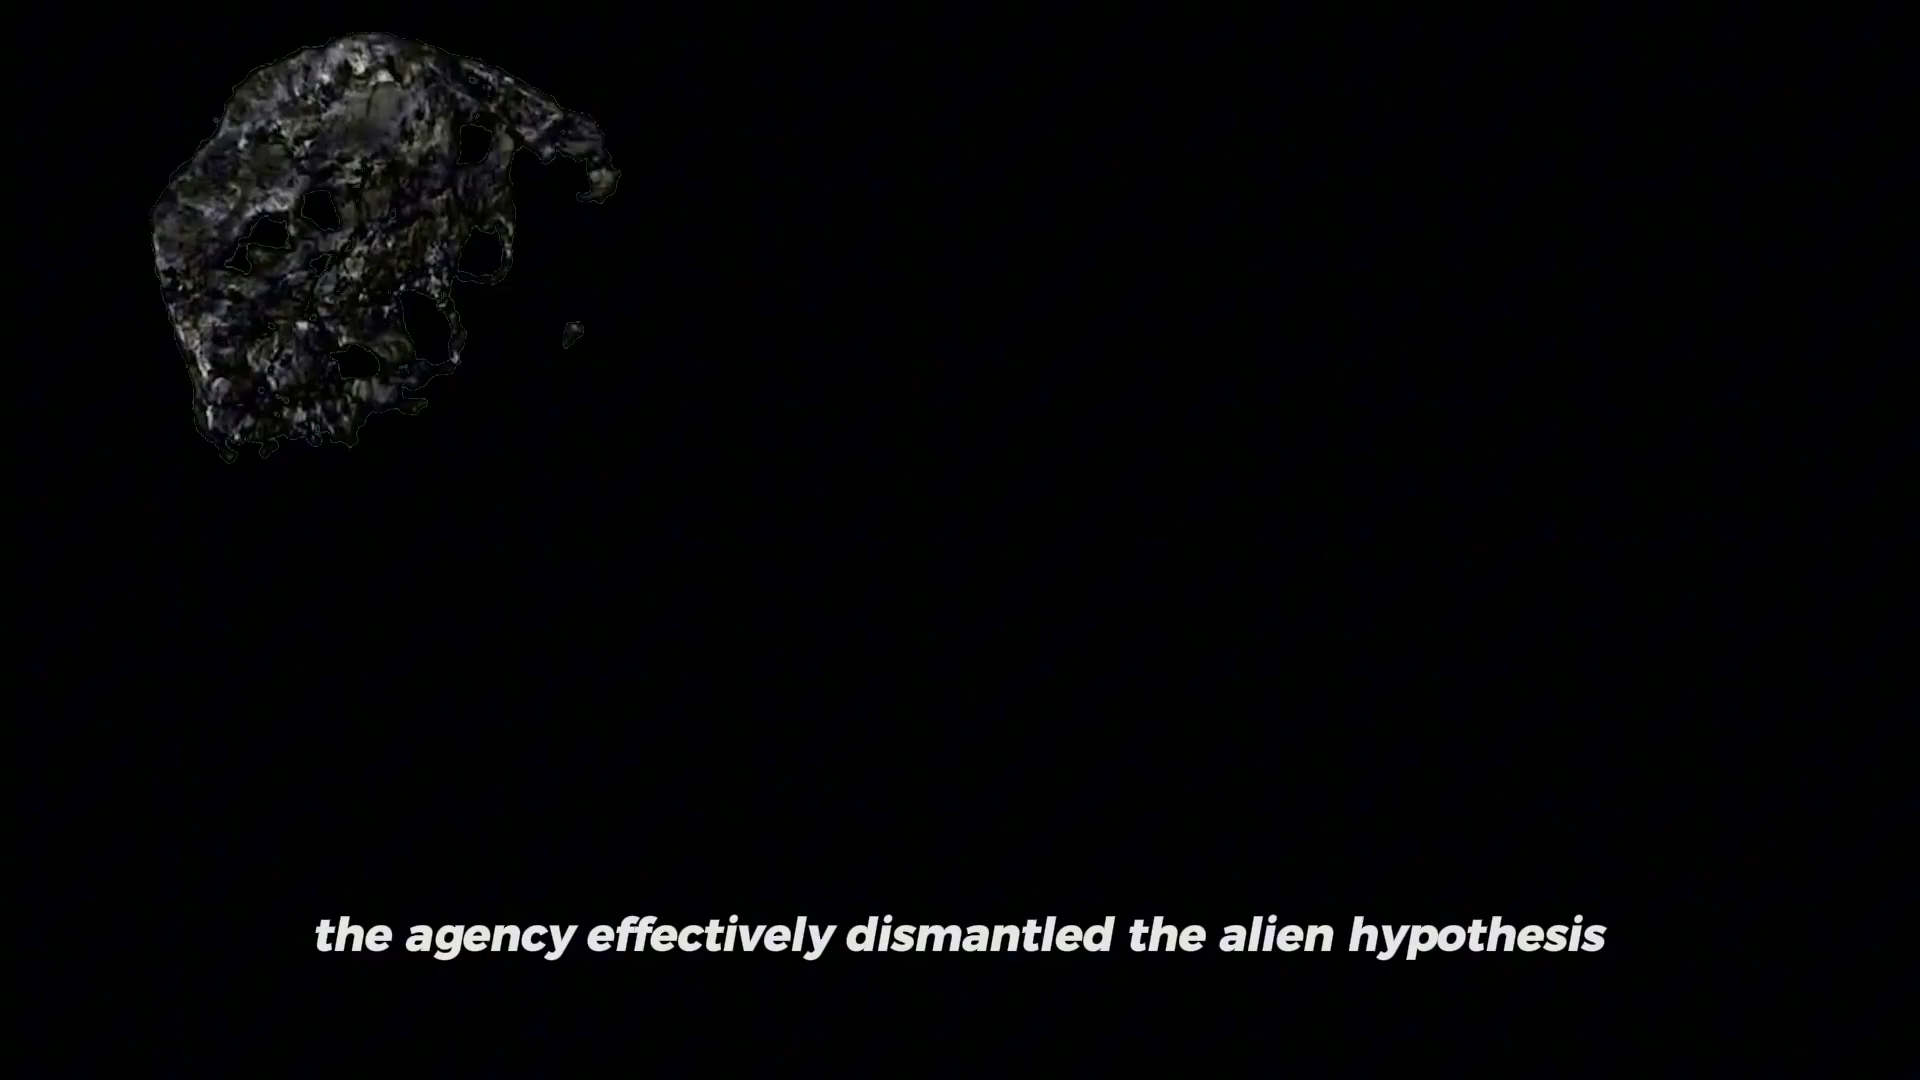 the agency effectively dismantled the alien hypothesis